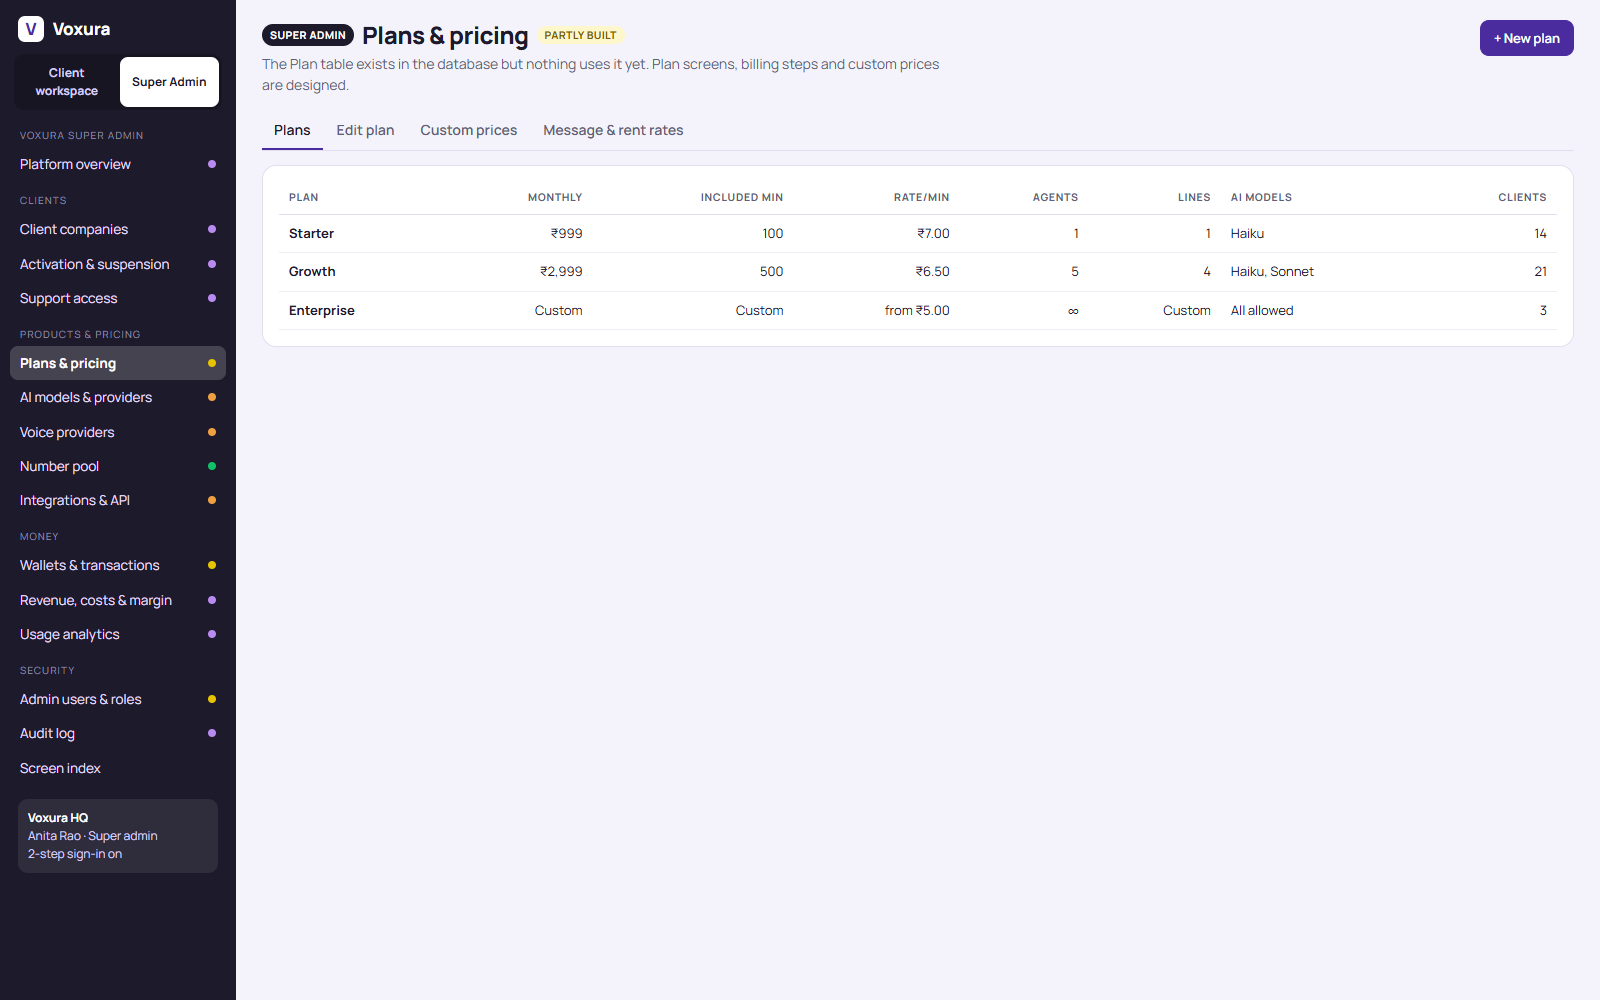 V Voxura
Client workspace
Super Admin
VOXURA SUPER ADMIN
Platform overview
CLIENTS
Client companies
Activation & suspension
Support access
PRODUCTS & PRICING
Plans & pricing
AI models & providers
Voice providers
Number pool
Integrations & API
MONEY
Wallets & transactions
Revenue, costs & margin
Usage analytics
SECURITY
Admin users & roles
Audit log
Screen index
Voxura HQ
Anita Rao · Super admin
2-step sign-in on
SUPER ADMIN Plans & pricing PARTLY BUILT
The Plan table exists in the database but nothing uses it yet. Plan screens, billing steps and custom prices
are designed.
+ New plan
Plans Edit plan Custom prices Message & rent rates
PLAN MONTHLY INCLUDED MIN RATE/MIN AGENTS LINES AI MODELS CLIENTS
Starter ₹999 100 ₹7.00 1 1 Haiku 14
Growth ₹2,999 500 ₹6.50 5 4 Haiku, Sonnet 21
Enterprise Custom Custom from ₹5.00 ∞ Custom All allowed 3